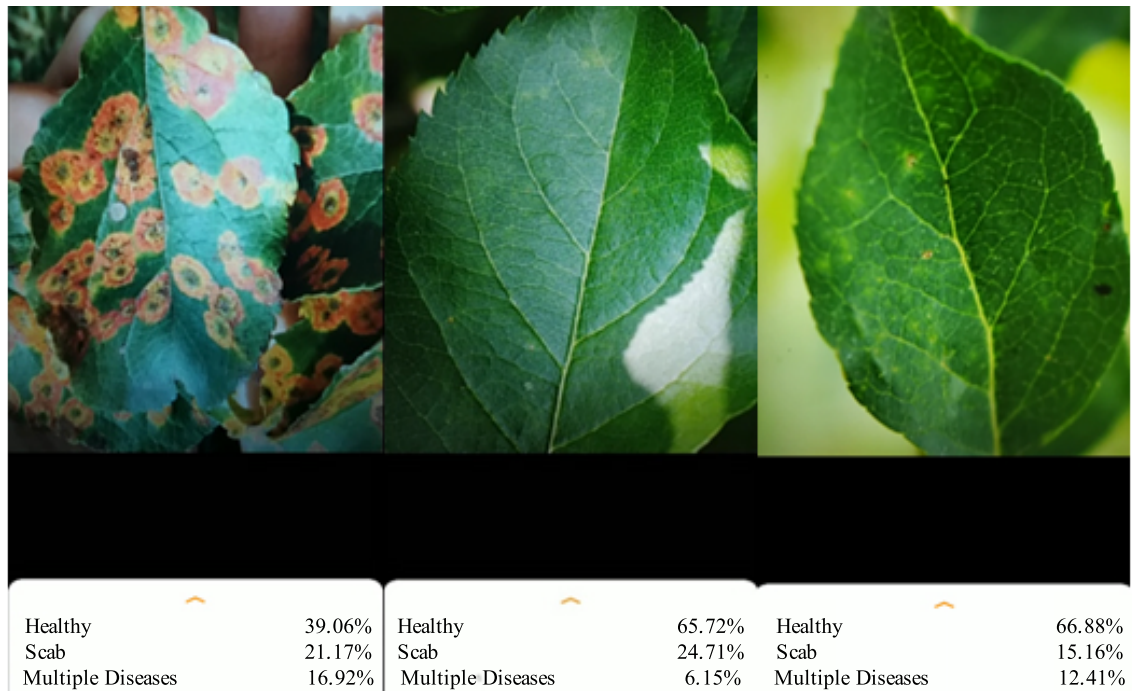 Healthy 39.06%
Scab 21.17%
Multiple Diseases 16.92%
Healthy 65.72%
Scab 24.71%
Multiple Diseases 6.15%
Healthy 66.88%
Scab 15.16%
Multiple Diseases 12.41%